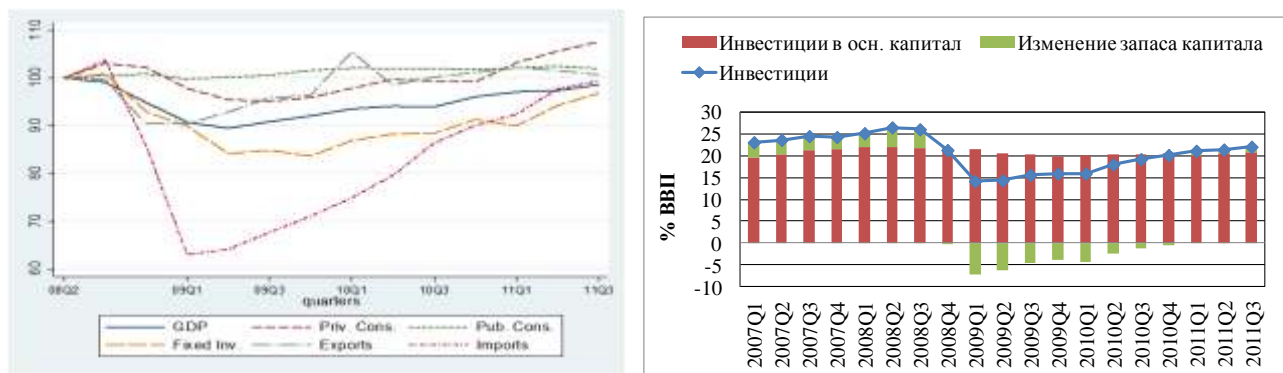 110
100
90
80
70
60
08Q2
09Q1
09Q3
10Q1
10Q3
11Q1
11Q3
quarters
GDP
Priv. Cons.
Pub. Cons.
Fixed Inv.
Exports
Imports
Инвестиции в осн. капитал
Изменение запаса капитала
Инвестиции
% ВВП
30
25
20
15
10
5
0
-5
-10
2007Q1
2007Q2
2007Q3
2007Q4
2008Q1
2008Q2
2008Q3
2008Q4
2009Q1
2009Q2
2009Q3
2009Q4
2010Q1
2010Q2
2010Q3
2010Q4
2011Q1
2011Q2
2011Q3